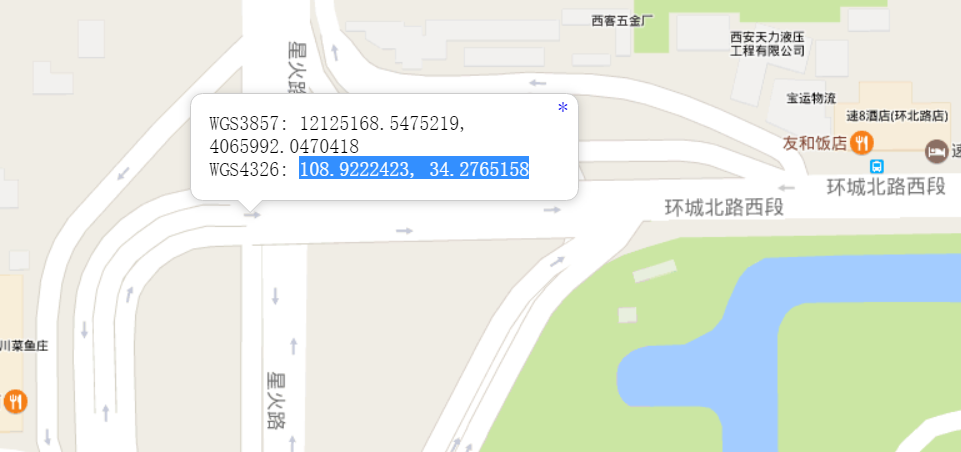 西客五金厂
西安天力液压
工程有限公司
星火路
宝运物流
速8酒店(环北路店)
友和饭店
速
*
WGS3857: 12125168.5475219,
4065992.0470418
WGS4326: 108.9222423, 34.2765158
环城北路西段
环城北路西段
川菜鱼庄
星火路